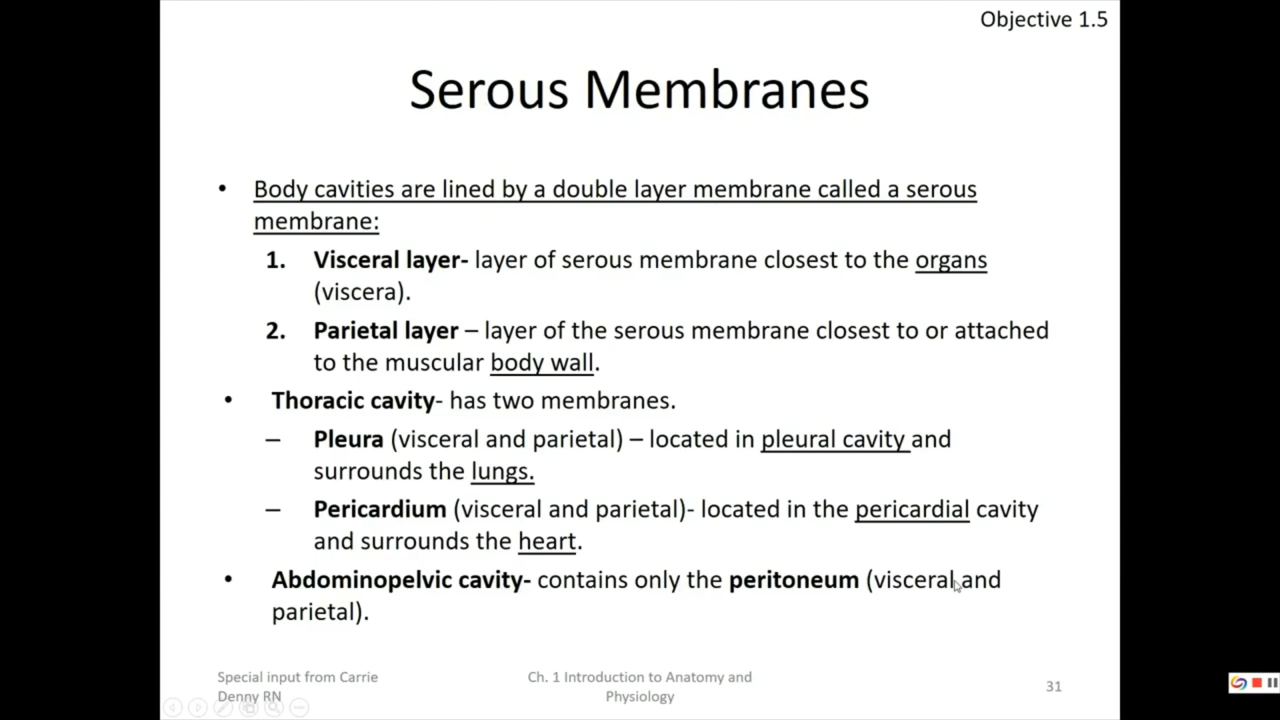 Objective 1.5
Serous Membranes
• Body cavities are lined by a double layer membrane called a serous
membrane:
1. Visceral layer- layer of serous membrane closest to the organs
(viscera).
2. Parietal layer – layer of the serous membrane closest to or attached
to the muscular body wall.
• Thoracic cavity- has two membranes.
– Pleura (visceral and parietal) – located in pleural cavity and
surrounds the lungs.
– Pericardium (visceral and parietal)- located in the pericardial cavity
and surrounds the heart.
• Abdominopelvic cavity- contains only the peritoneum (visceral and
parietal).
Special input from Carrie
Denny RN
Ch. 1 Introduction to Anatomy and
Physiology
31